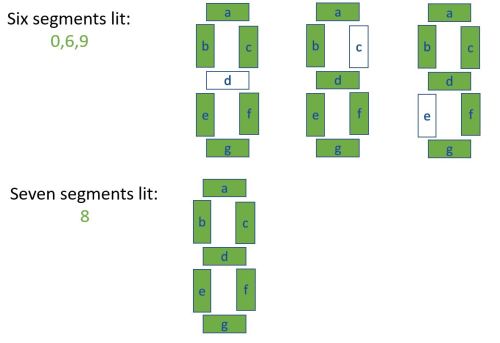 Six segments lit:
0,6,9
a a a
b c b c b c
d d d
e f e f e f
g g g
Seven segments lit:
8
a
b c
d
e f
g